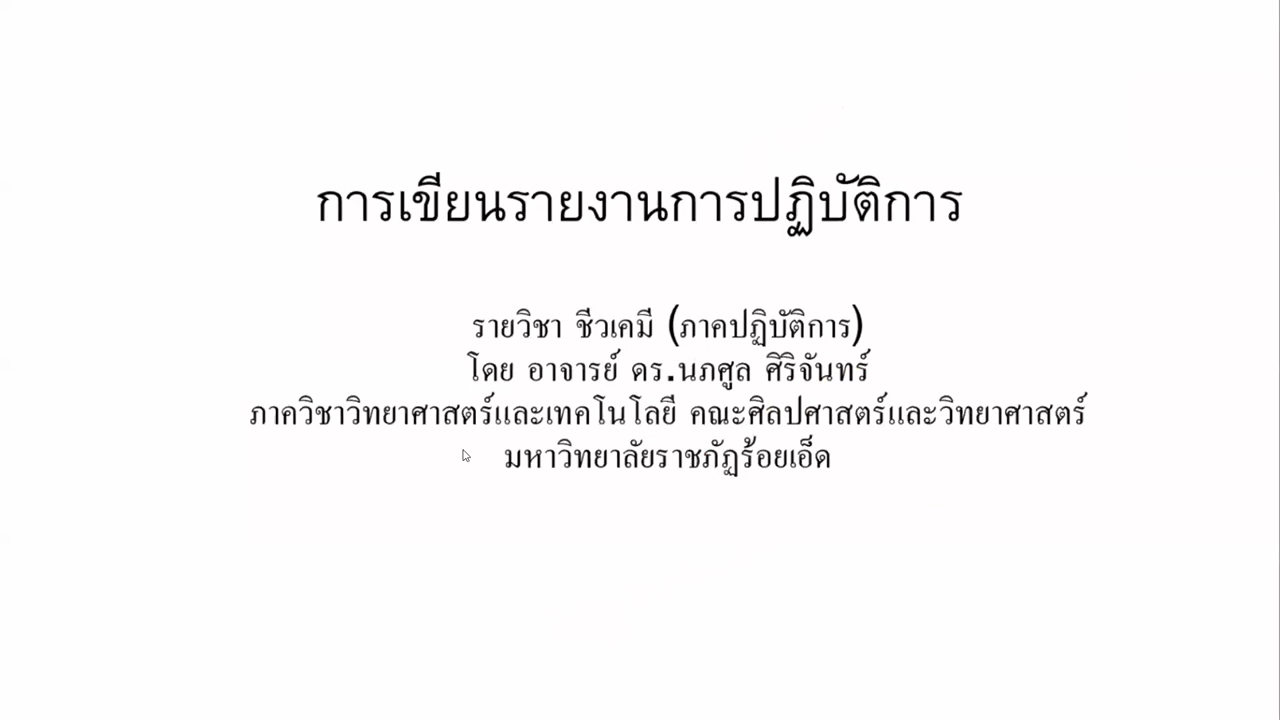 การเขียนรายงานการปฏิบัติการ
รายวิชา ชีวเคมี (ภาคปฏิบัติการ)
โดย อาจารย์ ดร.นภศูล ศิริจันทร์
ภาควิชาวิทยาศาสตร์และเทคโนโลยี คณะศิลปศาสตร์และวิทยาศาสตร์
มหาวิทยาลัยราชภัฏร้อยเอ็ด